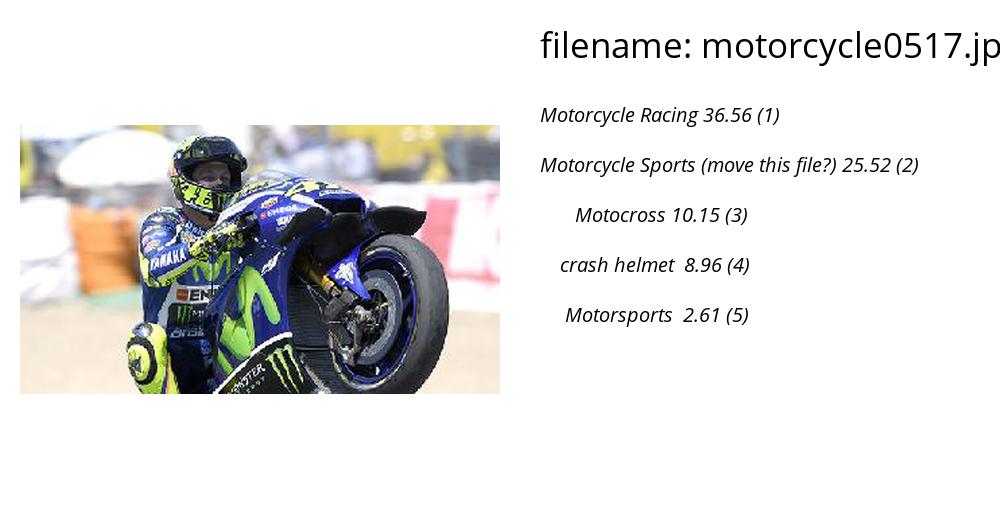 filename: motorcycle0517.jp
Motorcycle Racing 36.56 (1)
Motorcycle Sports (move this file?) 25.52 (2)
Motocross 10.15 (3)
crash helmet  8.96 (4)
Motorsports  2.61 (5)
ENEOS
YAMAHA
MONSTER
ENERGY